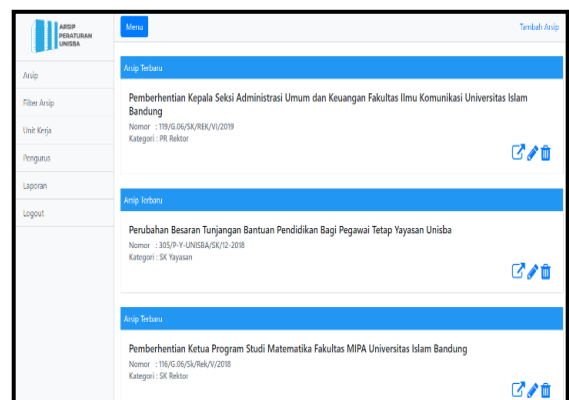 ARSIP
PERATURAN
UNISBA
Menu
Tambah Arsip
Arsip
Filter Arsip
Unit Kerja
Pengurus
Laporan
Logout
Arsip Terbaru
Pemberhentian Kepala Seksi Administrasi Umum dan Keuangan Fakultas Ilmu Komunikasi Universitas Islam
Bandung
Nomor : 119/G.06/SK/REK/VI/2019
Kategori : PR Rektor
Arsip Terbaru
Perubahan Besaran Tunjangan Bantuan Pendidikan Bagi Pegawai Tetap Yayasan Unisba
Nomor : 305/P-Y-UNISBA/SK/12-2018
Kategori : SK Yayasan
Arsip Terbaru
Pemberhentian Ketua Program Studi Matematika Fakultas MIPA Universitas Islam Bandung
Nomor : 116/G.06/Sk/Rek/V/2018
Kategori : SK Rektor